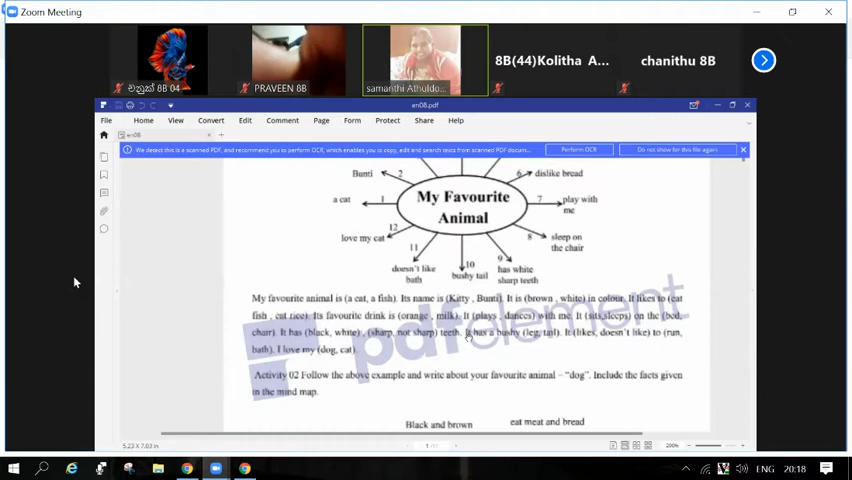 Zoom Meeting
චනුක් 8B 04
PRAVEEN 8B
samanthi Athuldo...
8B(44)Kolitha A...
chanithu 8B
en08.pdf
File Home View Convert Edit Comment Page Form Protect Share Help
en08
We detect this is a scanned PDF, and recommend you to perform OCR, which enables you to copy, edit and search texts from scanned PDF docume...
Perform OCR
Do not show for this file again
Bunti 2
6 dislike bread
a cat 1
My Favourite
Animal
7 play with
me
12
love my cat
8 sleep on
the chair
11
doesn't like
bath
10
bushy tail
9
has white
sharp teeth
My favourite animal is (a cat, a fish). Its name is (Kitty , Bunti). It is (brown , white) in colour. It likes to (eat
fish , eat rice). Its favourite drink is (orange , milk). It (plays , dances) with me. It (sits,sleeps) on the (bed,
chair). It has (black, white) , (sharp, not sharp) teeth. It has a bushy (leg, tail). It (likes, doesn't like) to (run,
bath). I love my (dog, cat).
Activity 02 Follow the above example and write about your favourite animal – “dog”. Include the facts given
in the mind map.
Black and brown
eat meat and bread
pdfelement
5.23 x 7.03 in
1 /1
200%
ENG 20:18